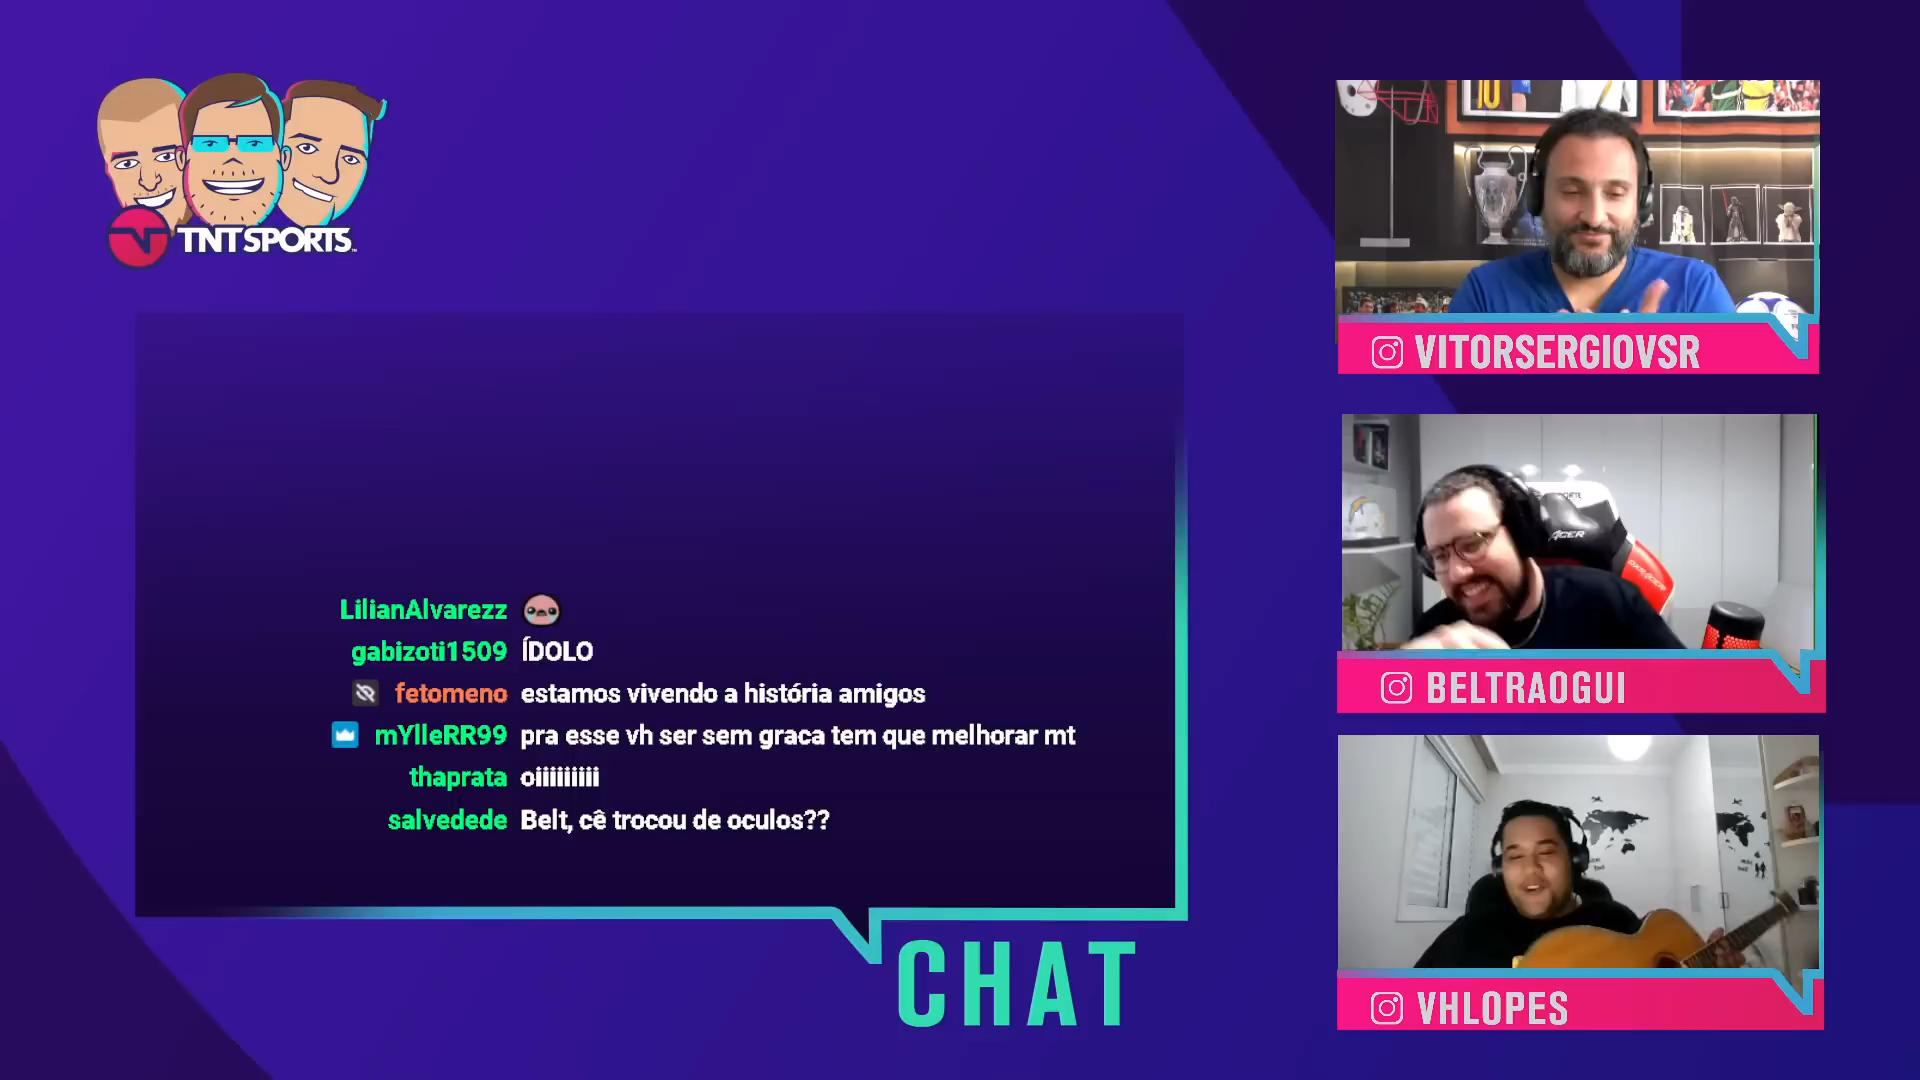 TNT SPORTS
LilianAlvarezz
gabizoti1509 ÍDOLO
fetomeno estamos vivendo a história amigos
mYlleRR99 pra esse vh ser sem graca tem que melhorar mt
thaprata oiiiiiiiii
salvedede Belt, cê trocou de oculos??
CHAT
10
VITORSERGIOVSR
BELTRAOGUI
VHLOPES